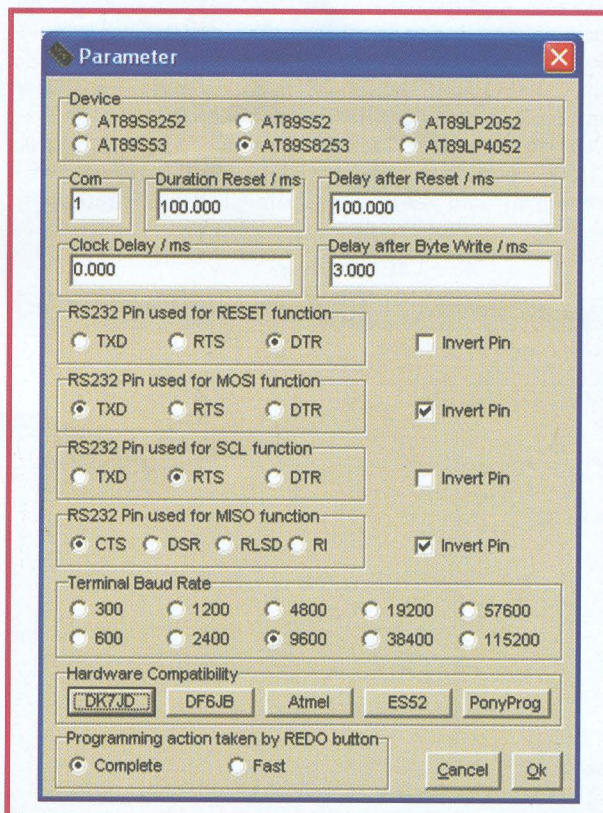 Parameter
Device
AT89S8252 AT89S52 AT89LP2052
AT89S53 AT89S8253 AT89LP4052
Com Duration Reset / ms Delay after Reset / ms
1 100.000 100.000
Clock Delay / ms Delay after Byte Write / ms
0.000 3.000
RS232 Pin used for RESET function
TXD RTS DTR Invert Pin
RS232 Pin used for MOSI function
TXD RTS DTR Invert Pin
RS232 Pin used for SCL function
TXD RTS DTR Invert Pin
RS232 Pin used for MISO function
CTS DSR RLSD RI Invert Pin
Terminal Baud Rate
300 1200 4800 19200 57600
600 2400 9600 38400 115200
Hardware Compatibility
DK7JD DF6JB Atmel ES52 PonyProg
Programming action taken by REDO button
Complete Fast Cancel Ok